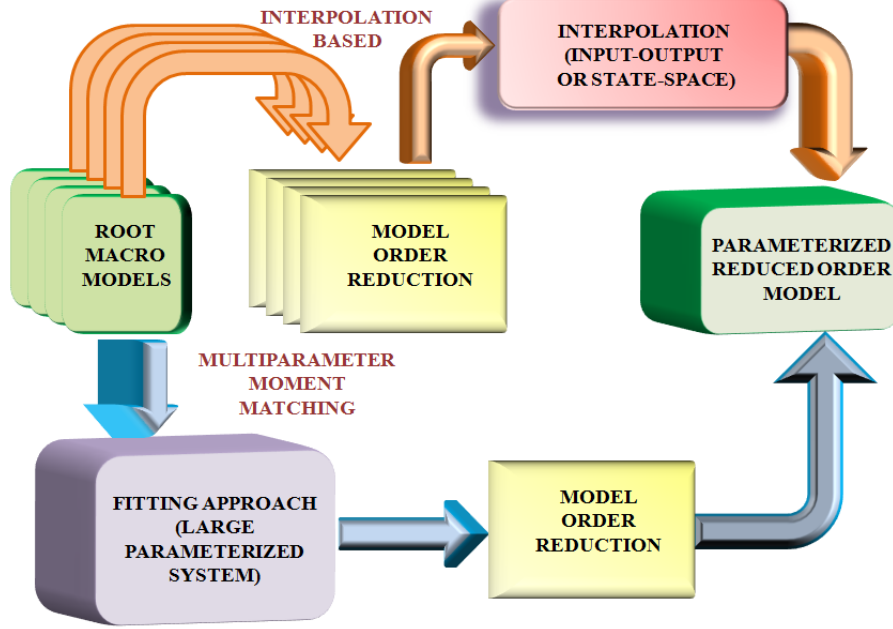 INTERPOLATION
BASED
INTERPOLATION
(INPUT-OUTPUT
OR STATE-SPACE)
ROOT
MACRO
MODELS
MODEL
ORDER
REDUCTION
PARAMETERIZED
REDUCED ORDER
MODEL
MULTIPARAMETER
MOMENT
MATCHING
FITTING APPROACH
(LARGE
PARAMETERIZED
SYSTEM)
MODEL
ORDER
REDUCTION